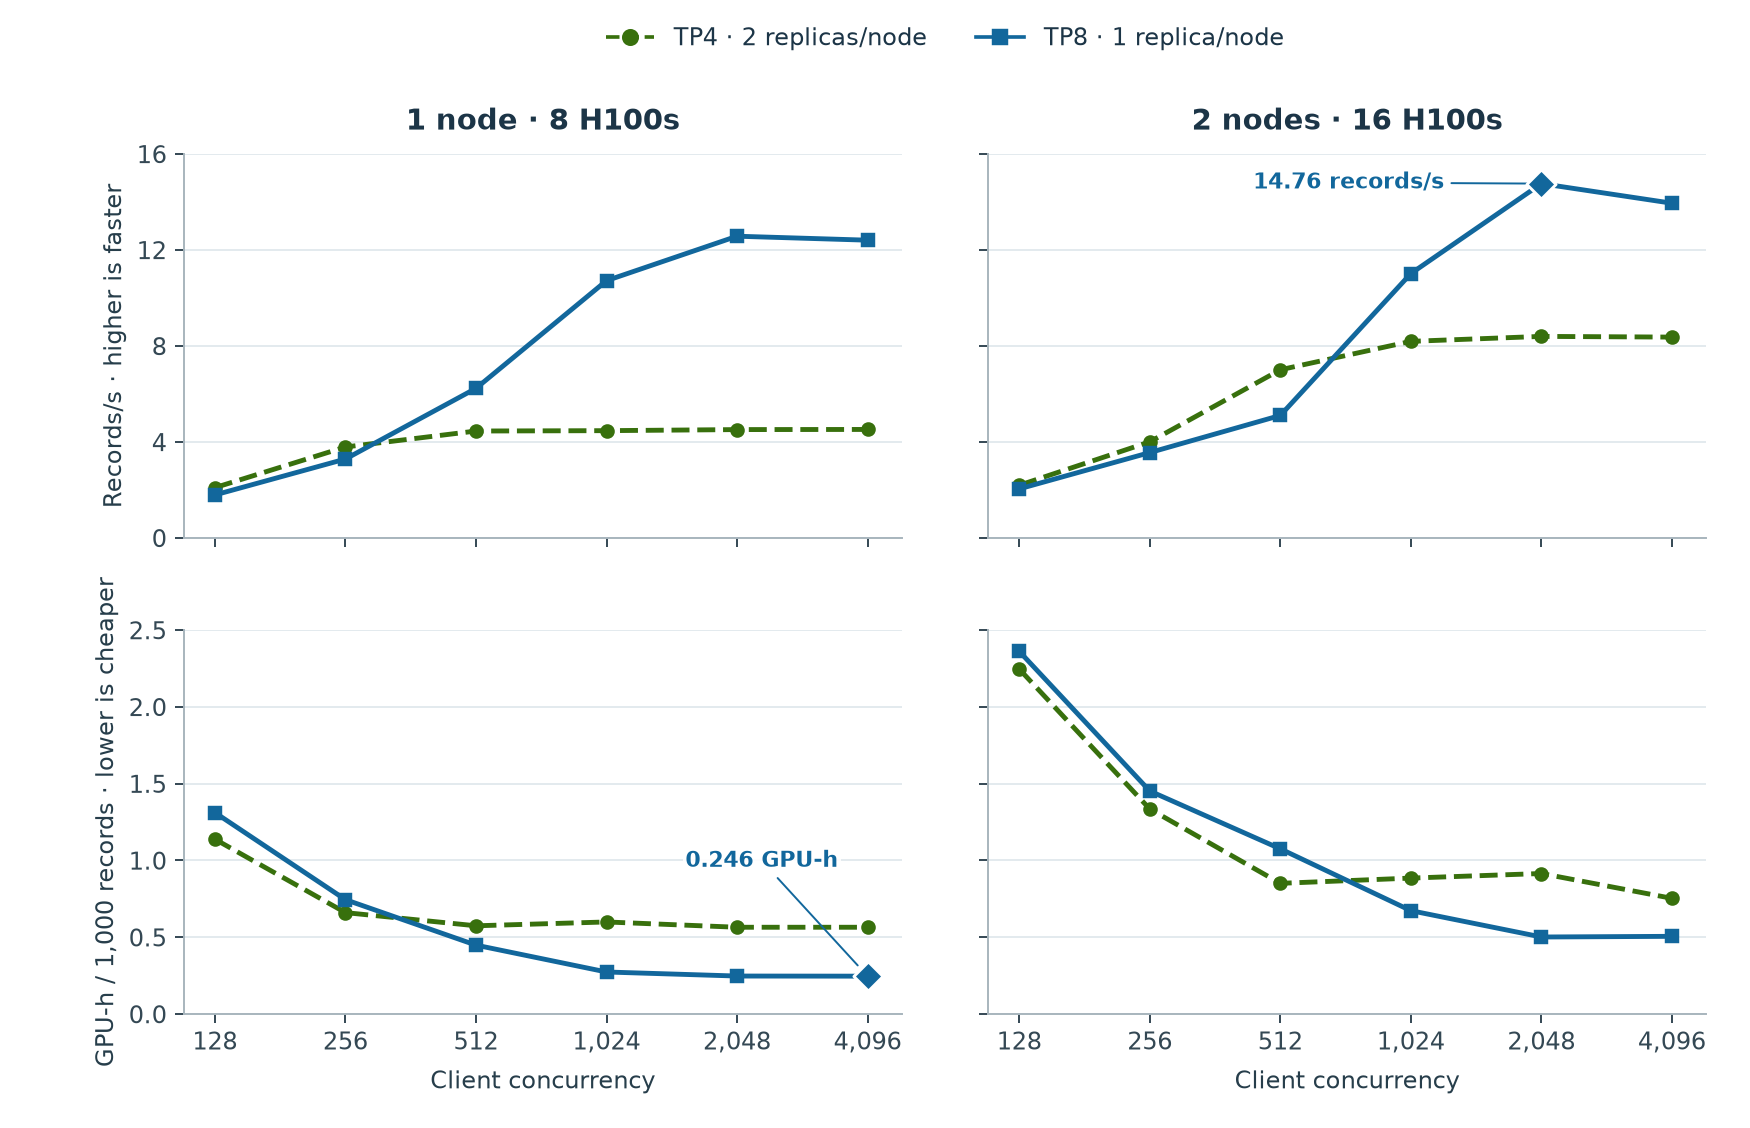 TP4 · 2 replicas/node
TP8 · 1 replica/node
1 node · 8 H100s
2 nodes · 16 H100s
Records/s · higher is faster
16
12
8
4
0
14.76 records/s
GPU-h / 1,000 records · lower is cheaper
2.5
2.0
1.5
1.0
0.5
0.0
0.246 GPU-h
128 256 512 1,024 2,048 4,096
128 256 512 1,024 2,048 4,096
Client concurrency
Client concurrency